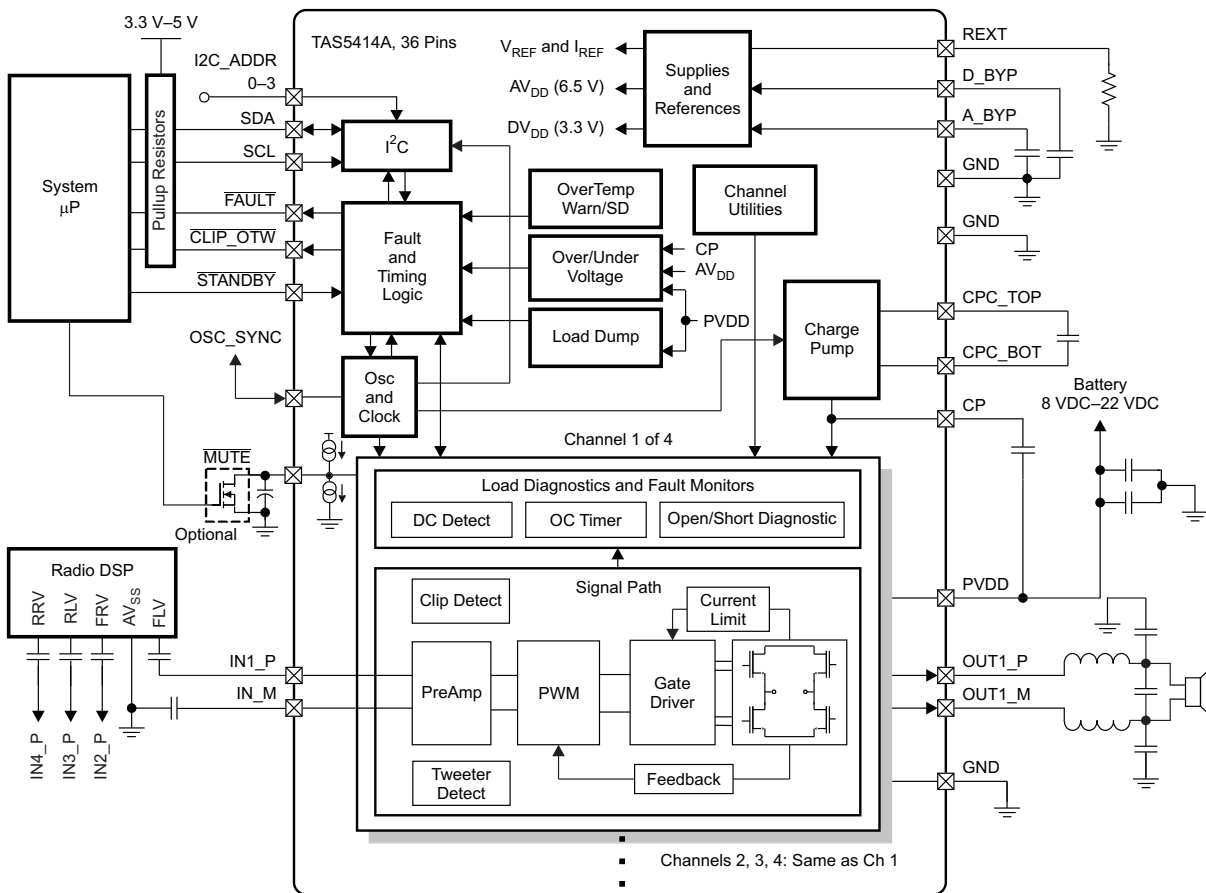 3.3 V–5 V
TAS5414A, 36 Pins
REXT
I2C_ADDR
0–3
V_REF and I_REF
Supplies
and
References
D_BYP
AV_DD (6.5 V)
A_BYP
DV_DD (3.3 V)
Pullup Resistors
SDA
SCL
I²C
GND
System
µP
OverTemp
Warn/SD
Channel
Utilities
FAULT
GND
CLIP_OTW
Fault
and
Timing
Logic
Over/Under
Voltage
CP
AV_DD
STANDBY
CPC_TOP
PVDD
Load Dump
Charge
Pump
OSC_SYNC
CPC_BOT
Osc
and
Clock
Battery
8 VDC–22 VDC
CP
Channel 1 of 4
MUTE
Optional
Load Diagnostics and Fault Monitors
DC Detect
OC Timer
Open/Short Diagnostic
Radio DSP
RRV
RLV
FRV
AV_SS
FLV
Signal Path
PVDD
Clip Detect
Current
Limit
IN1_P
PreAmp
PWM
Gate
Driver
OUT1_P
IN_M
OUT1_M
IN4_P
IN3_P
IN2_P
Tweeter
Detect
Feedback
GND
Channels 2, 3, 4: Same as Ch 1